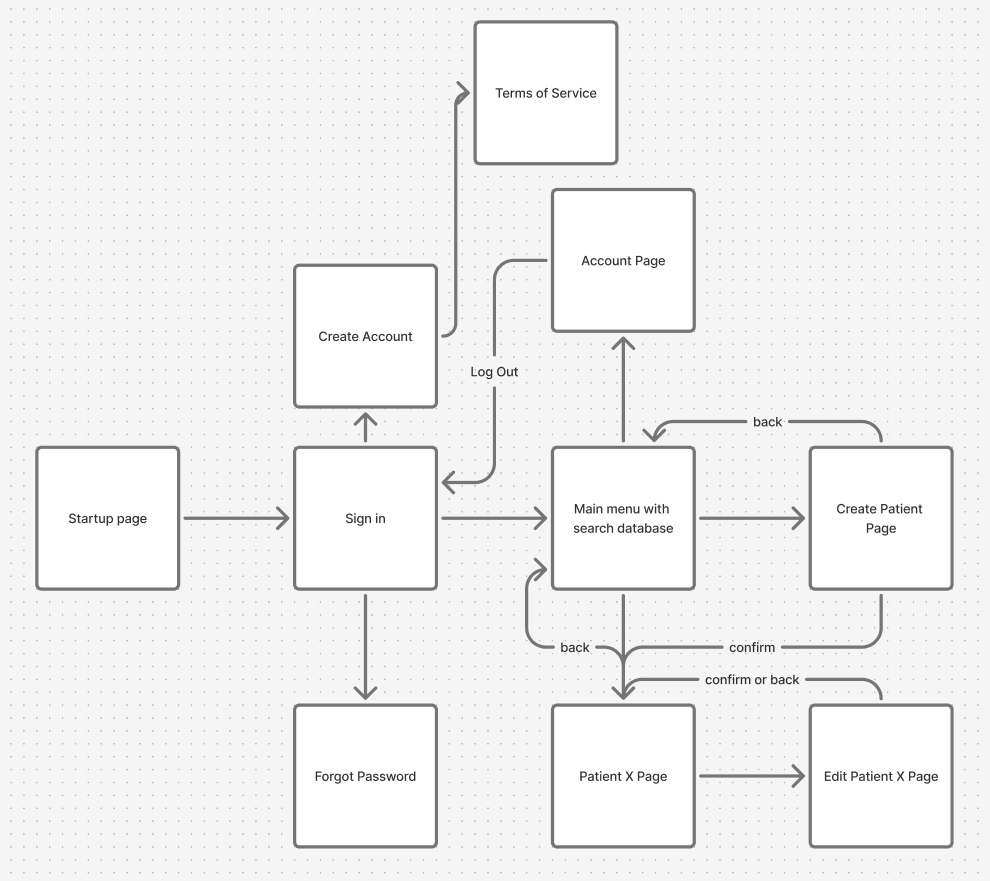 Terms of Service
Account Page
Create Account
Log Out
back
Startup page
Sign in
Main menu with
search database
Create Patient
Page
back
confirm
confirm or back
Forgot Password
Patient X Page
Edit Patient X Page